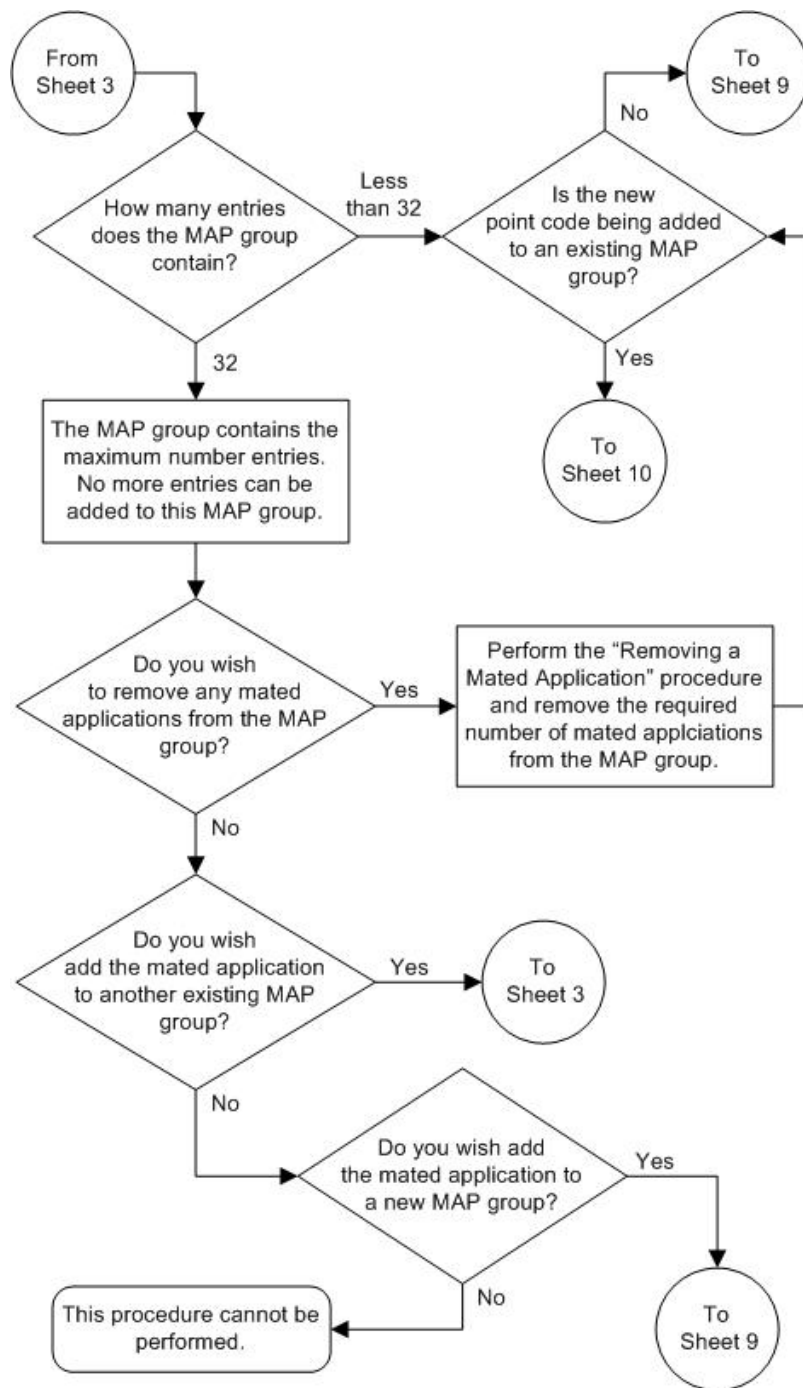 From
Sheet 3
To
Sheet 9
No
How many entries
does the MAP group
contain?
Less
than 32
Is the new
point code being added
to an existing MAP
group?
32
Yes
The MAP group contains the
maximum number entries.
No more entries can be
added to this MAP group.
To
Sheet 10
Do you wish
to remove any mated
applications from the MAP
group?
Yes
Perform the “Removing a
Mated Application” procedure
and remove the required
number of mated applciations
from the MAP group.
No
Do you wish
add the mated application
to another existing MAP
group?
Yes
To
Sheet 3
No
Do you wish add
the mated application to
a new MAP group?
Yes
No
This procedure cannot be
performed.
To
Sheet 9